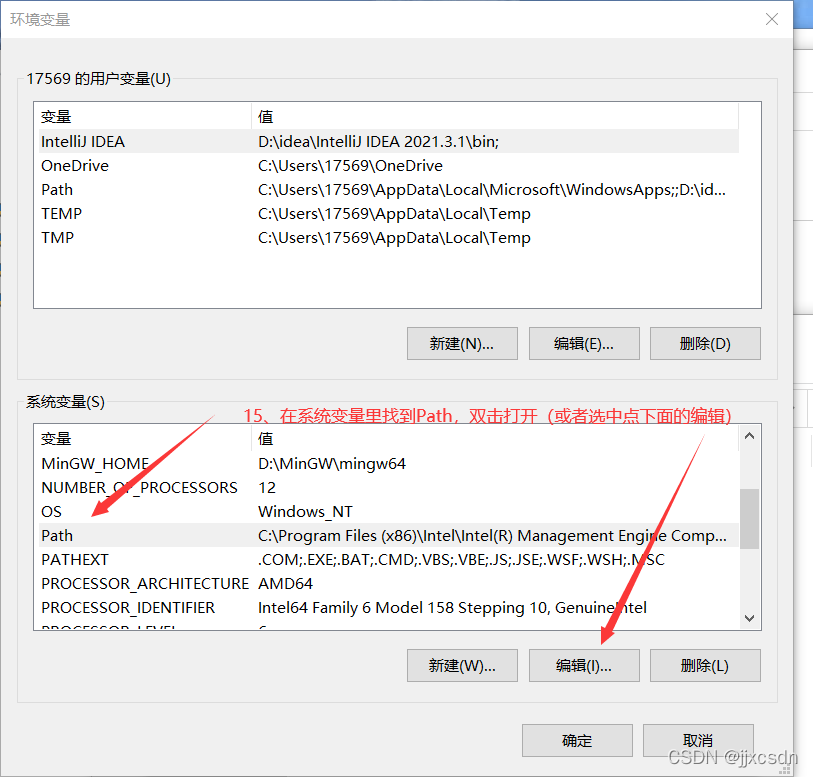 环境变量
17569 的用户变量(U)
变量 值
IntelliJ IDEA D:\idea\IntelliJ IDEA 2021.3.1\bin;
OneDrive C:\Users\17569\OneDrive
Path C:\Users\17569\AppData\Local\Microsoft\WindowsApps;;D:\id...
TEMP C:\Users\17569\AppData\Local\Temp
TMP C:\Users\17569\AppData\Local\Temp
新建(N)... 编辑(E)... 删除(D)
系统变量(S)
15、在系统变量里找到Path，双击打开（或者选中点下面的编辑）
变量 值
MinGW_HOME D:\MinGW\mingw64
NUMBER_OF_PROCESSORS 12
OS Windows_NT
Path C:\Program Files (x86)\Intel\Intel(R) Management Engine Comp...
PATHEXT .COM;.EXE;.BAT;.CMD;.VBS;.VBE;.JS;.JSE;.WSF;.WSH;.MSC
PROCESSOR_ARCHITECTURE AMD64
PROCESSOR_IDENTIFIER Intel64 Family 6 Model 158 Stepping 10, GenuineIntel
PROCESSOR_LEVEL 6
新建(W)... 编辑(I)... 删除(L)
确定 取消
CSDN @jjxcsdn